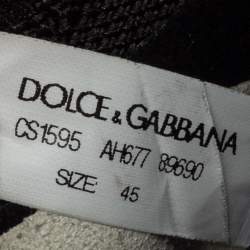 DOLCE & GABBANA
CS1595 AH677 89690
SIZE: 45